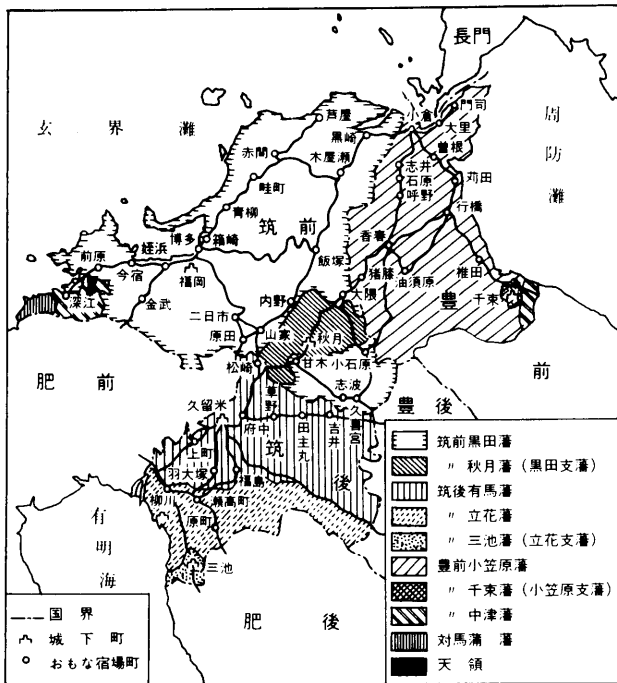 長門
周防灘
玄界灘
芦屋
小倉
門司
大里
黒崎
曽根
赤間
木屋瀬
志井
石原
呼野
苅田
畦町
青柳
筑前
行橋
博多
箱崎
香春
姪浜
飯塚
前原
今宿
福岡
猪膝
油須原
椎田
深江
金武
内野
大隈
豊
千束
二日市
原田
山家
秋月
前
肥前
松崎
甘木
小石原
志波
豊後
草野
久留米
久喜宮
府中
田主丸
吉井
筑後
上町
羽犬塚
福島
柳川
瀬高町
原町
有明海
三池
肥後
筑前黒田藩
〃 秋月藩(黒田支藩)
筑後有馬藩
〃 立花藩
〃 三池藩(立花支藩)
豊前小笠原藩
〃 千束藩(小笠原支藩)
〃 中津藩
対馬藩
天領
国界
城下町
おもな宿場町